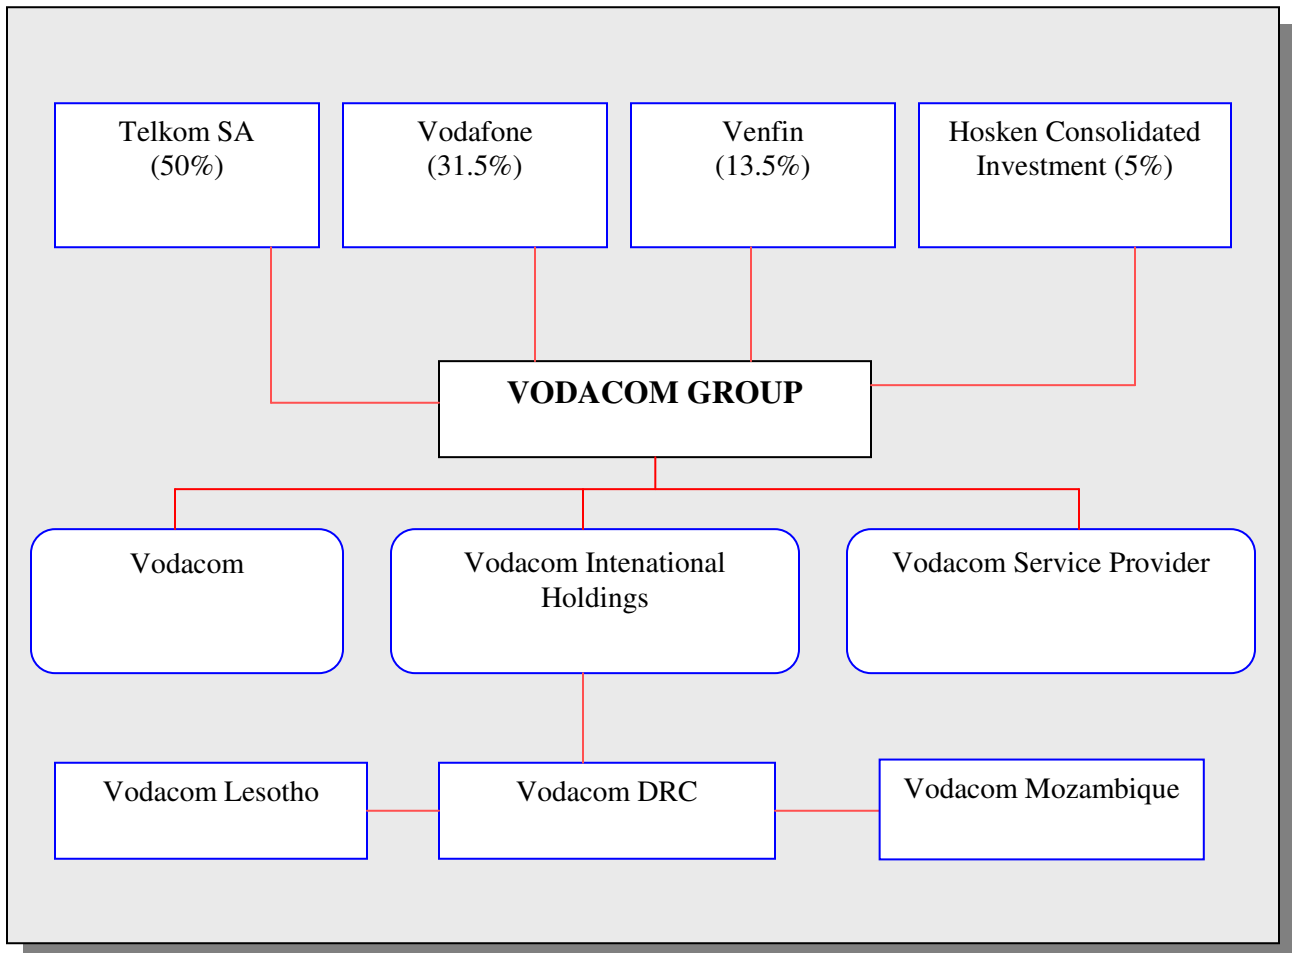 Telkom SA
(50%)
Vodafone
(31.5%)
Venfin
(13.5%)
Hosken Consolidated
Investment (5%)
VODACOM GROUP
Vodacom
Vodacom Intenational
Holdings
Vodacom Service Provider
Vodacom Lesotho
Vodacom DRC
Vodacom Mozambique